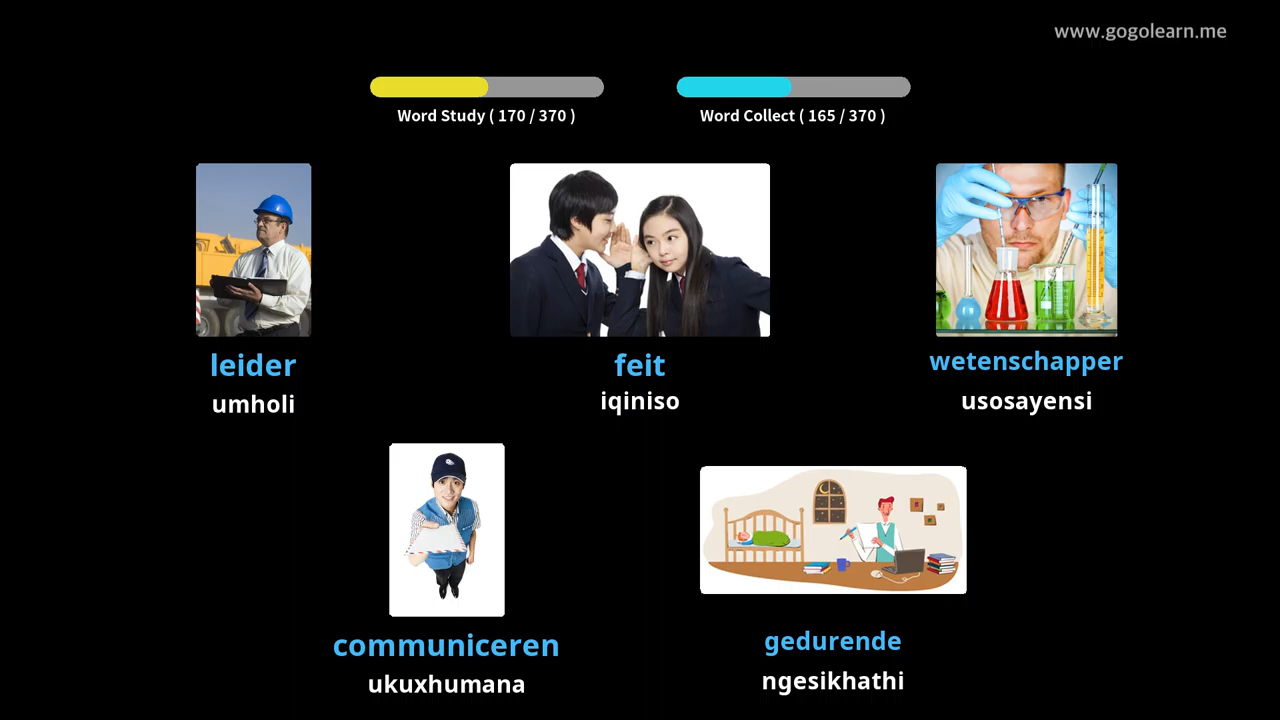 www.gogolearn.me
Word Study ( 170 / 370 )
Word Collect ( 165 / 370 )
leider
umholi
feit
iqiniso
wetenschapper
usosayensi
communiceren
ukuxhumana
gedurende
ngesikhathi